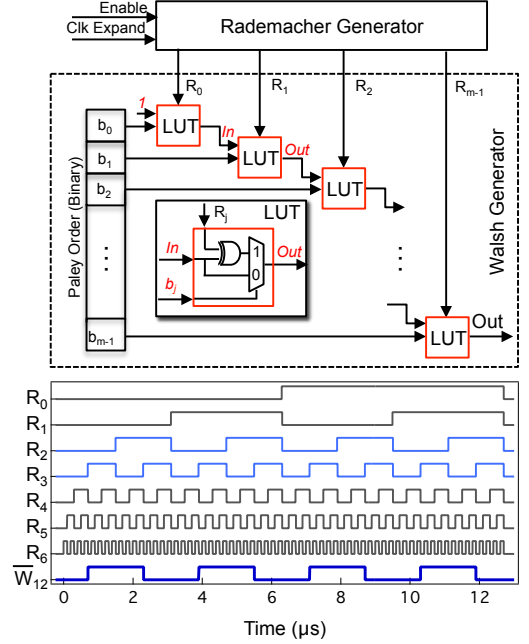 Enable
Clk Expand
Rademacher Generator
R₀
R₁
R₂
Rₘ₋₁
Paley Order (Binary)
b₀
b₁
b₂
bₘ₋₁
1
LUT
In
LUT
Out
LUT
Walsh Generator
LUT
Rⱼ
In
bⱼ
1
0
Out
LUT
Out
R₀
R₁
R₂
R₃
R₄
R₅
R₆
W̅₁₂
0 2 4 6 8 10 12
Time (μs)